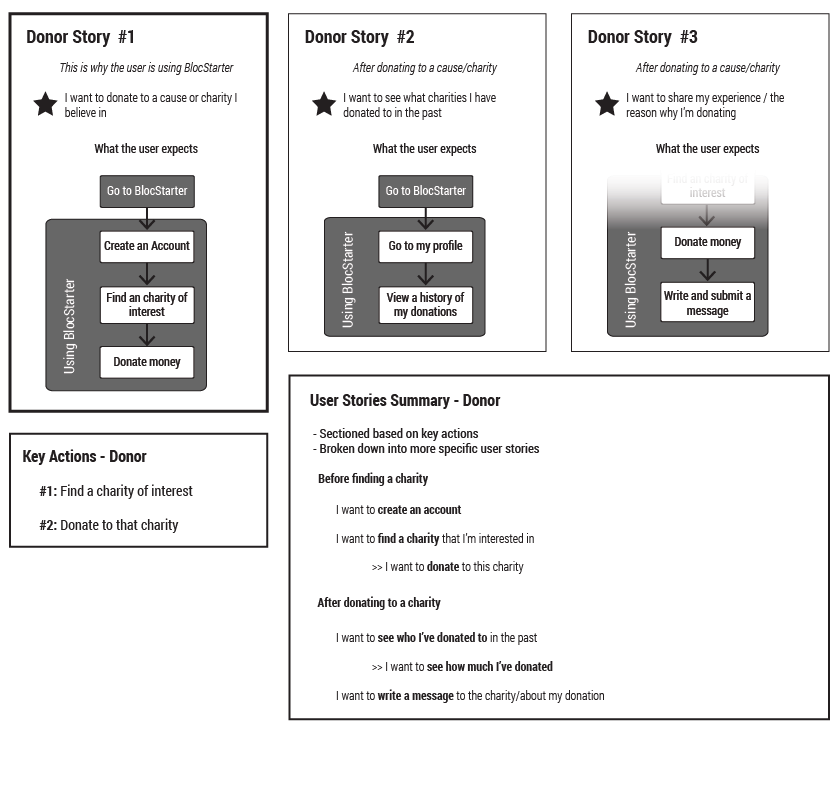 Donor Story #1
This is why the user is using BlocStarter
I want to donate to a cause or charity I
believe in
What the user expects
Go to BlocStarter
Using BlocStarter
Create an Account
Find an charity of
interest
Donate money
Donor Story #2
After donating to a cause/charity
I want to see what charities I have
donated to in the past
What the user expects
Go to BlocStarter
Using BlocStarter
Go to my profile
View a history of
my donations
Donor Story #3
After donating to a cause/charity
I want to share my experience / the
reason why I'm donating
What the user expects
Find an charity of
interest
Using BlocStarter
Donate money
Write and submit a
message
Key Actions - Donor
#1: Find a charity of interest
#2: Donate to that charity
User Stories Summary - Donor
- Sectioned based on key actions
- Broken down into more specific user stories
Before finding a charity
I want to create an account
I want to find a charity that I'm interested in
>> I want to donate to this charity
After donating to a charity
I want to see who I've donated to in the past
>> I want to see how much I've donated
I want to write a message to the charity/about my donation